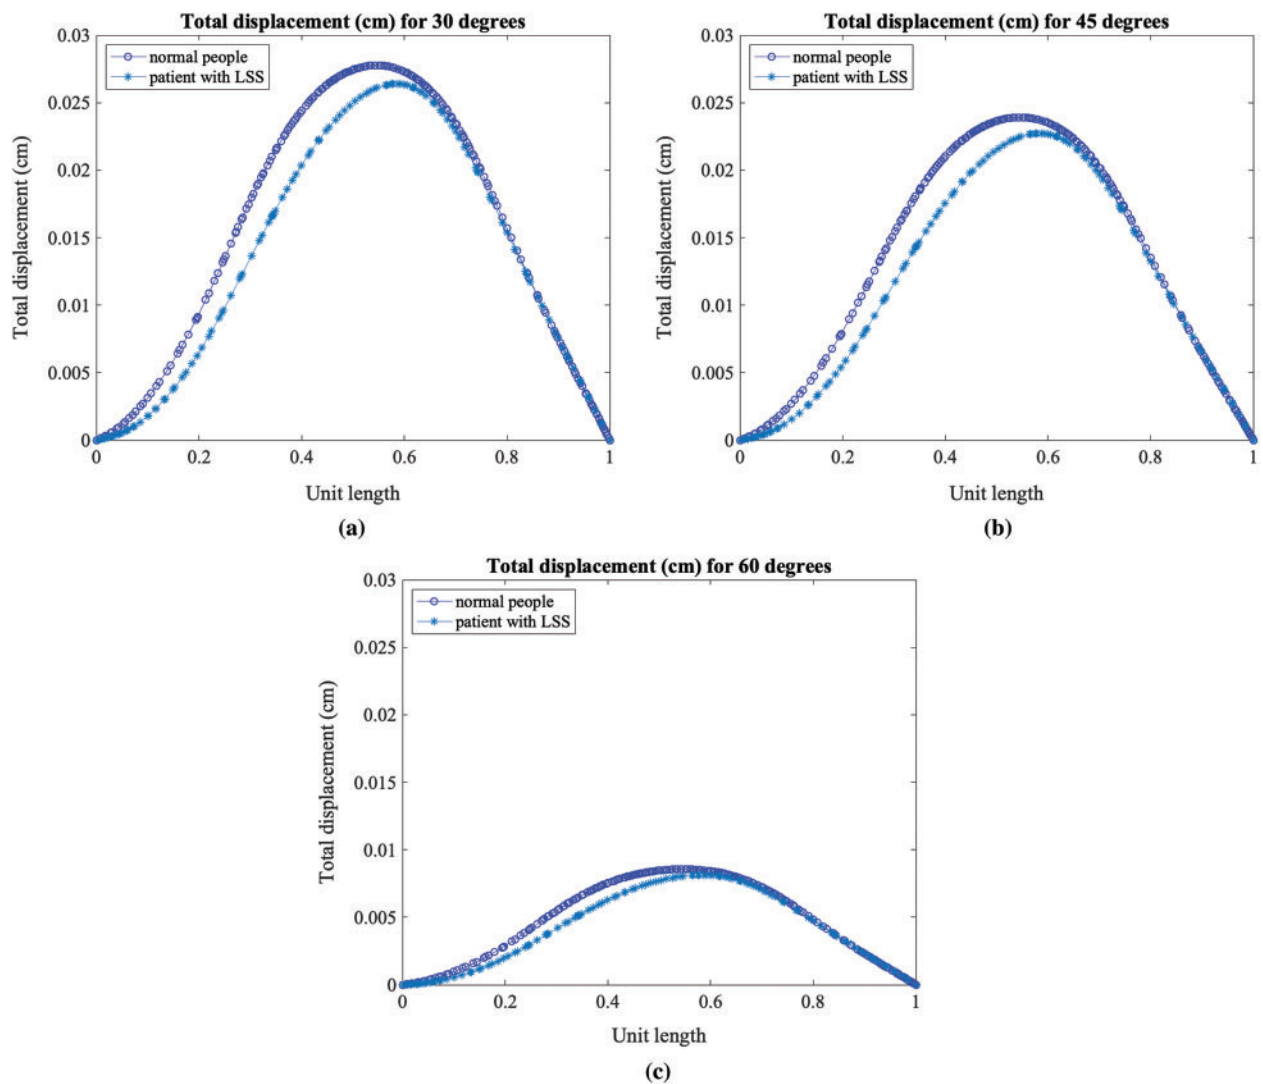 Total displacement (cm) for 30 degrees
0.03
0.025
0.02
0.015
0.01
0.005
0
normal people
patient with LSS
Total displacement (cm)
0 0.2 0.4 0.6 0.8 1
Unit length
(a)
Total displacement (cm) for 45 degrees
0.03
0.025
0.02
0.015
0.01
0.005
0
normal people
patient with LSS
Total displacement (cm)
0 0.2 0.4 0.6 0.8 1
Unit length
(b)
Total displacement (cm) for 60 degrees
0.03
0.025
0.02
0.015
0.01
0.005
0
normal people
patient with LSS
Total displacement (cm)
0 0.2 0.4 0.6 0.8 1
Unit length
(c)